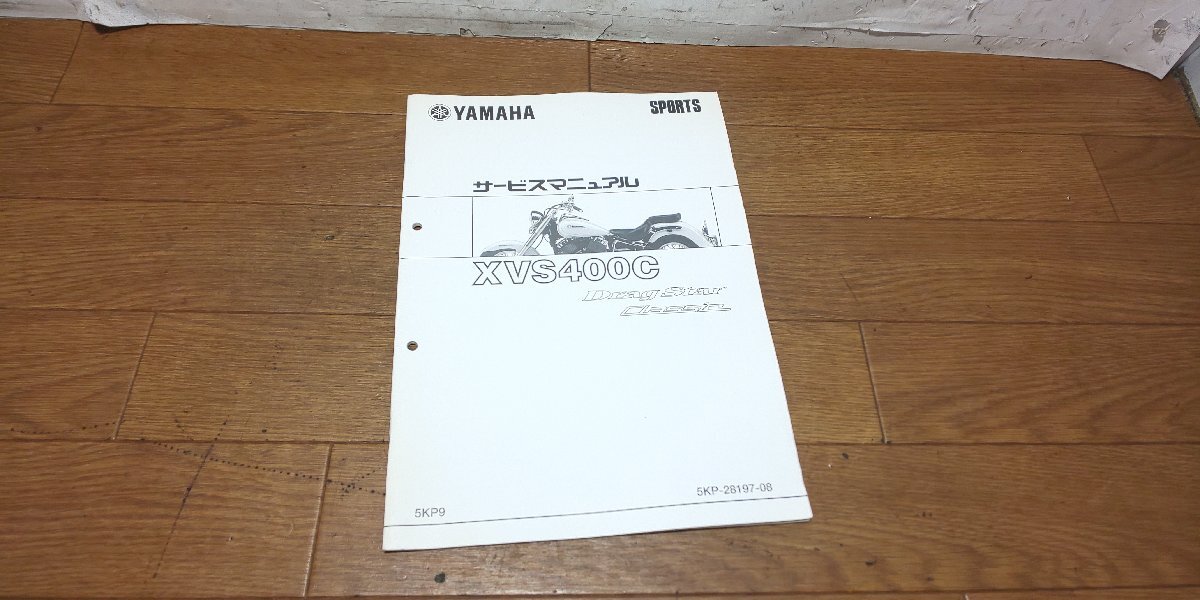 YAMAHA
SPORTS
サービスマニュアル
XVS400C
Drag Star
Classic
5KP-28197-08
5KP9